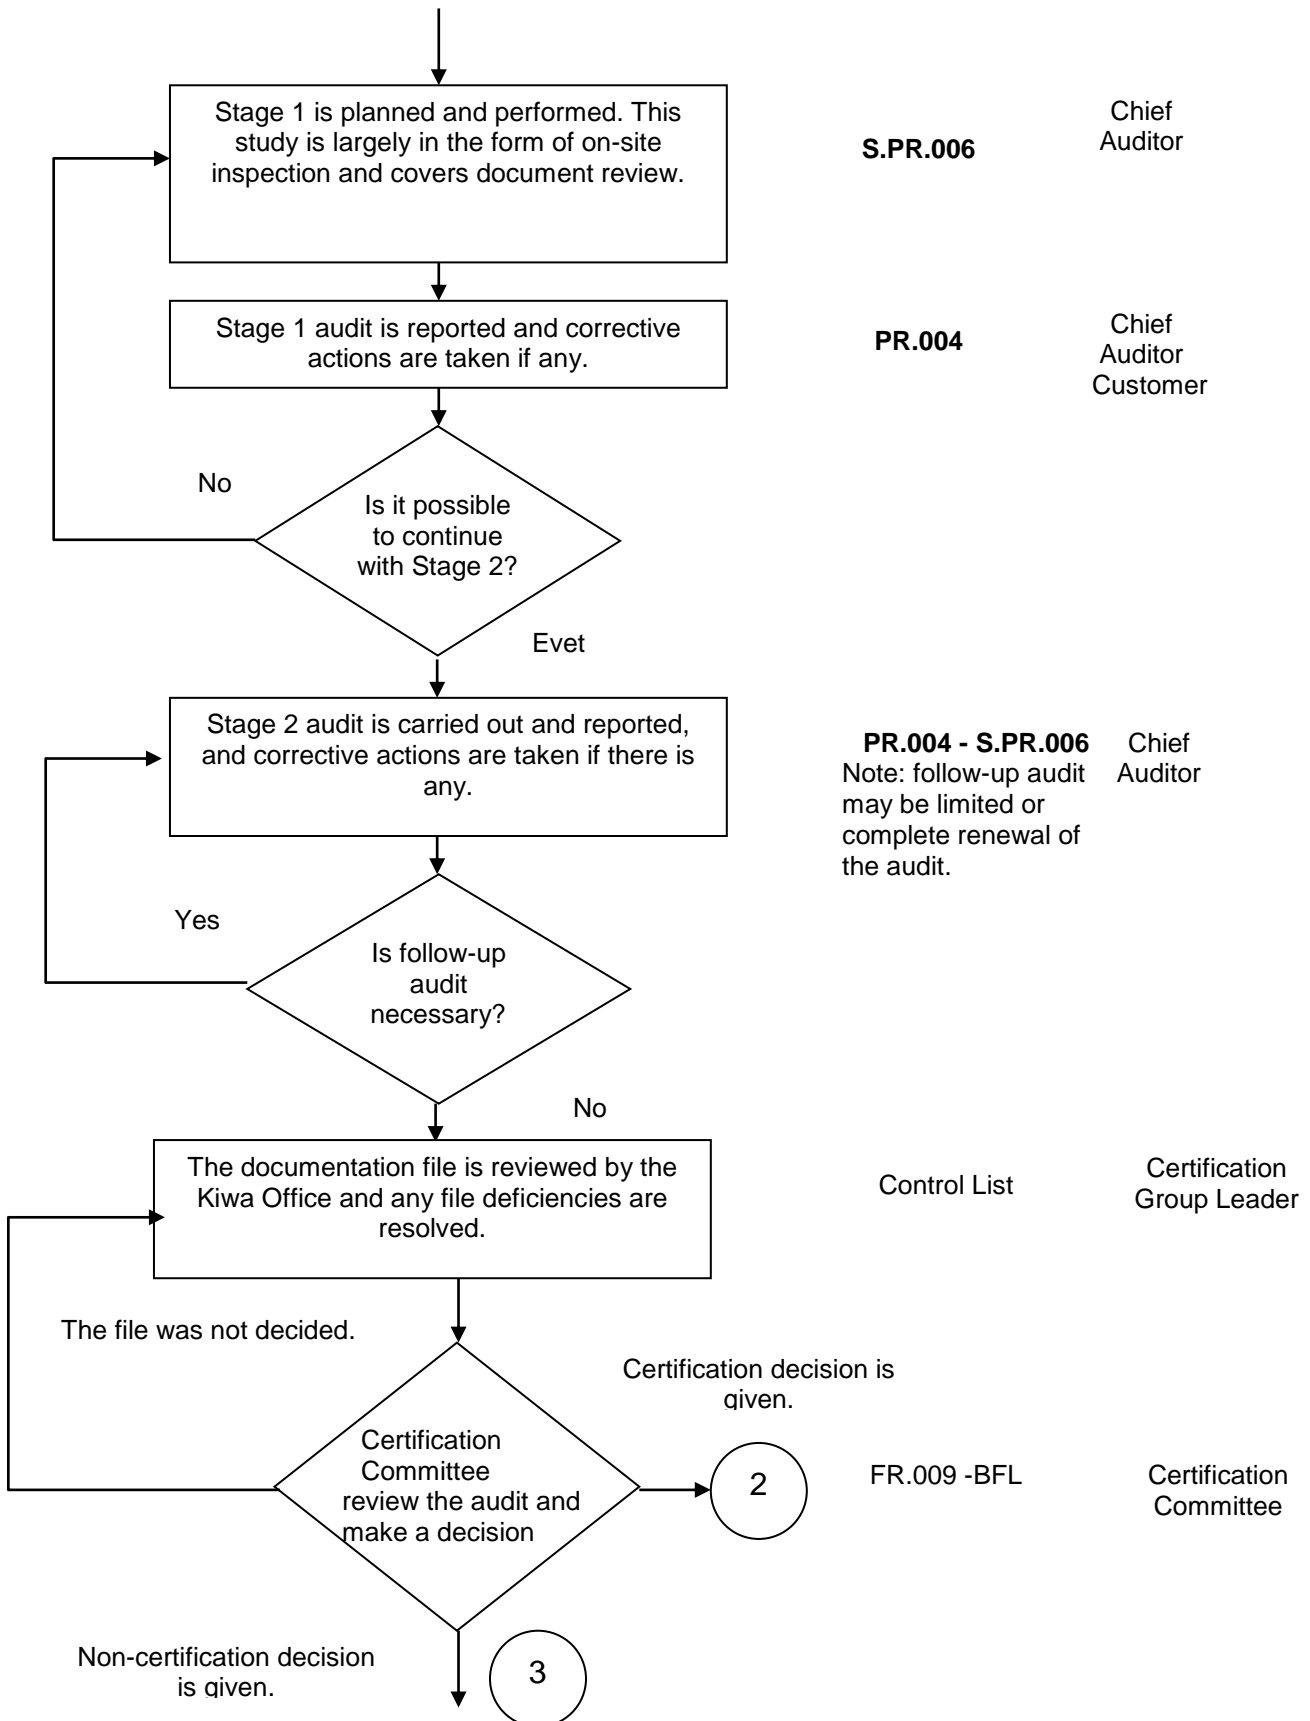 Stage 1 is planned and performed. This
study is largely in the form of on-site
inspection and covers document review.
S.PR.006
Chief
Auditor
Stage 1 audit is reported and corrective
actions are taken if any.
PR.004
Chief
Auditor
Customer
No
Is it possible
to continue
with Stage 2?
Evet
Stage 2 audit is carried out and reported,
and corrective actions are taken if there is
any.
PR.004 - S.PR.006
Note: follow-up audit
may be limited or
complete renewal of
the audit.
Chief
Auditor
Yes
Is follow-up
audit
necessary?
No
The documentation file is reviewed by the
Kiwa Office and any file deficiencies are
resolved.
Control List
Certification
Group Leader
The file was not decided.
Certification decision is
given.
Certification
Committee
review the audit and
make a decision
2
FR.009 -BFL
Certification
Committee
Non-certification decision
is given.
3